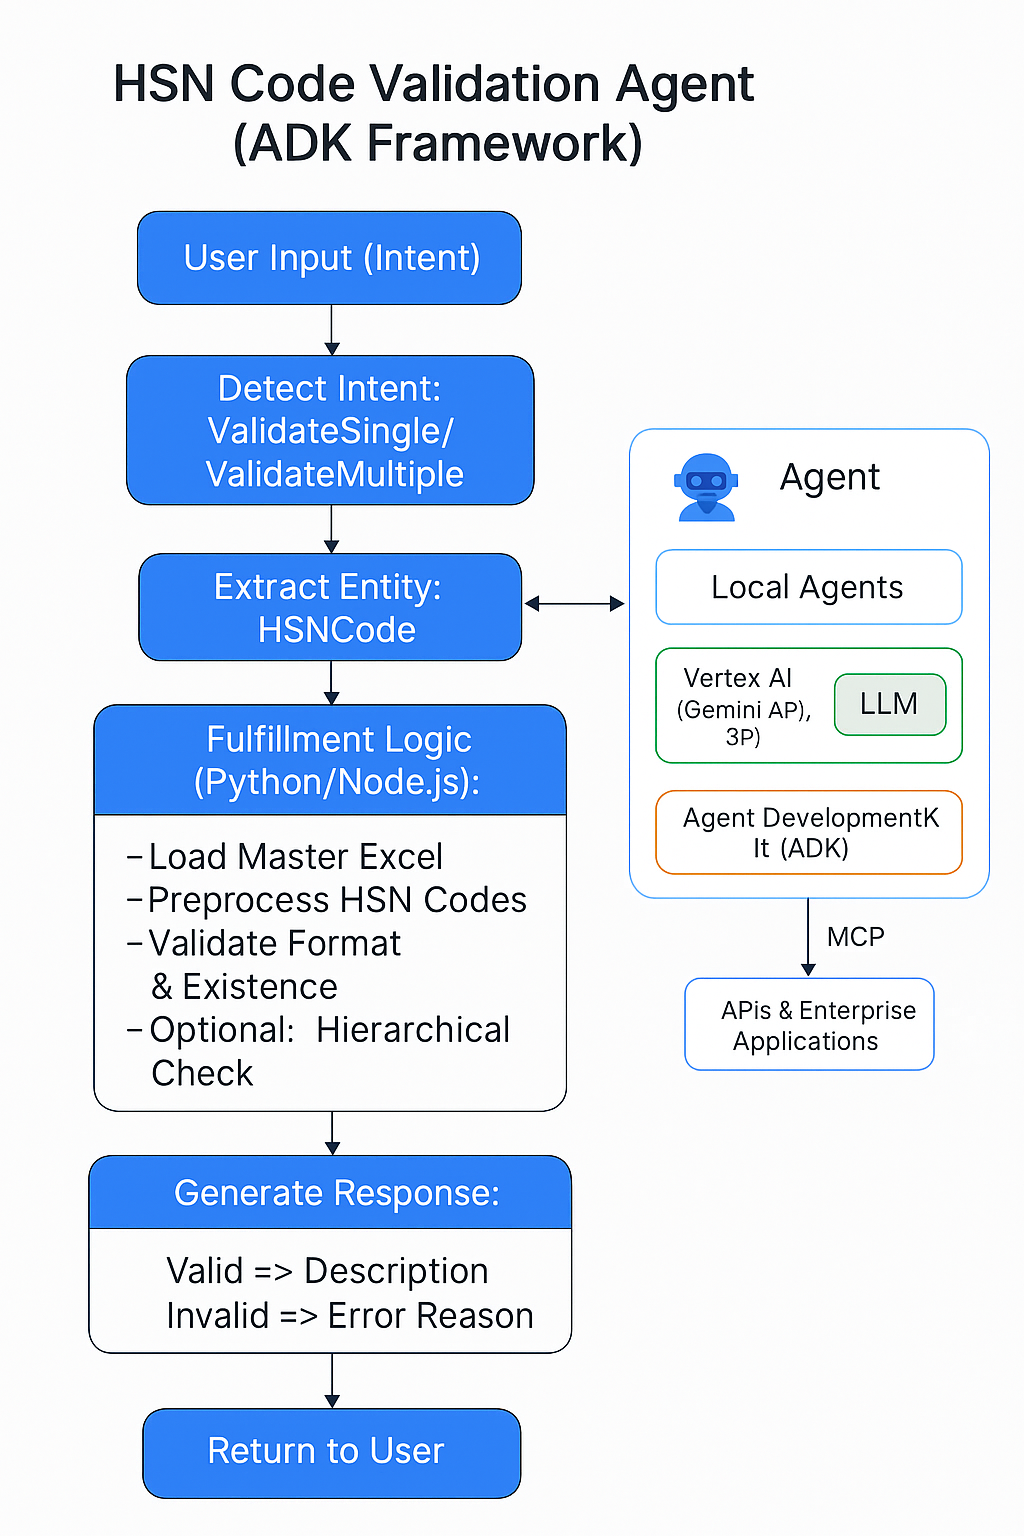 HSN Code Validation Agent
(ADK Framework)
User Input (Intent)
Detect Intent:
ValidateSingle/
ValidateMultiple
Extract Entity:
HSNCode
Fulfillment Logic
(Python/Node.js):
–Load Master Excel
–Preprocess HSN Codes
–Validate Format
& Existence
–Optional: Hierarchical
Check
Generate Response:
Valid => Description
Invalid => Error Reason
Return to User
Agent
Local Agents
Vertex AI
(Gemini AP),
3P)
LLM
Agent DevelopmentK
It (ADK)
MCP
APis & Enterprise
Applications